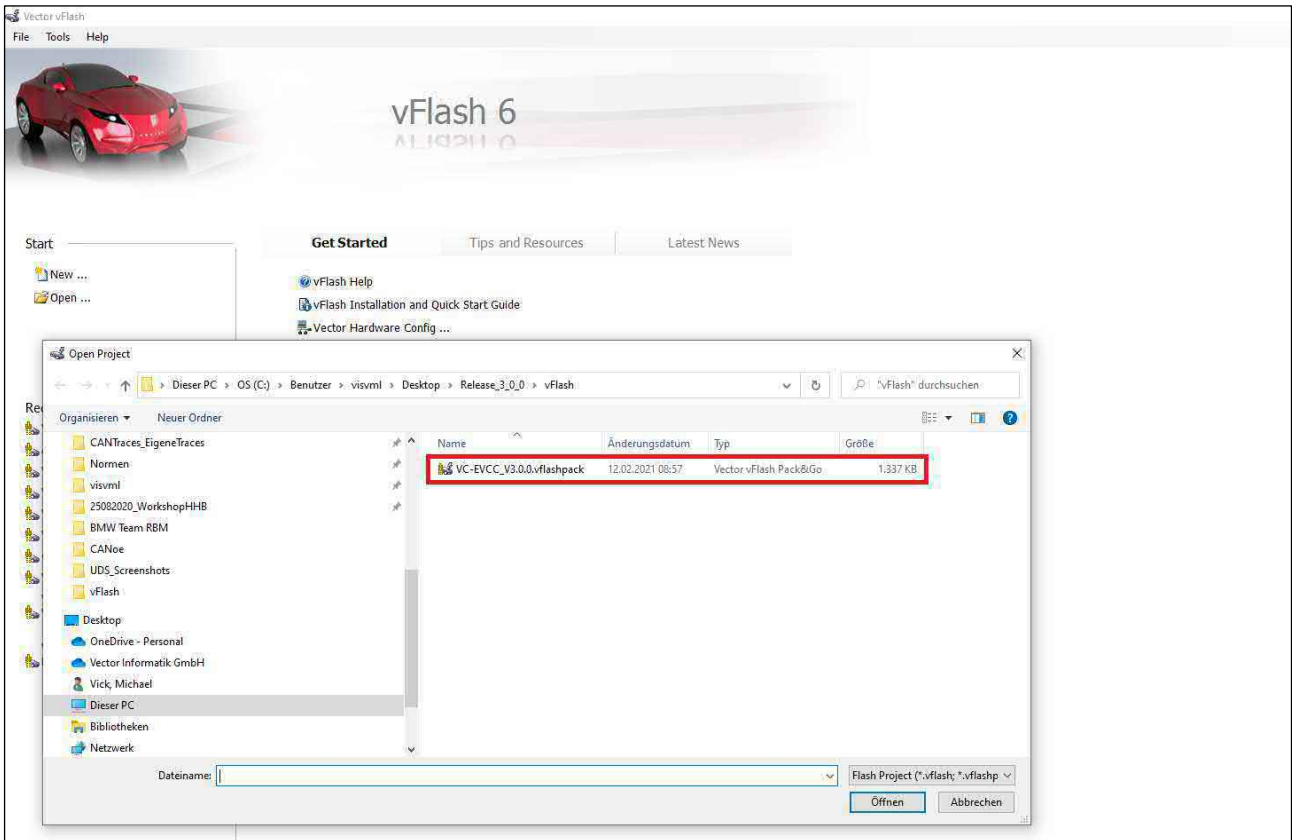 Vector vFlash
File Tools Help
vFlash 6
Start
New ...
Open ...
Get Started Tips and Resources Latest News
vFlash Help
vFlash Installation and Quick Start Guide
Vector Hardware Config ...
Open Project
> Dieser PC > OS (C:) > Benutzer > visvml > Desktop > Release_3_0_0 > vFlash
"vFlash" durchsuchen
Re
Organisieren Neuer Ordner
CANTraces_EigeneTraces
Normen
visvml
25082020_WorkshopHHB
BMW Team RBM
CANoe
UDS_Screenshots
vFlash
Desktop
OneDrive - Personal
Vector Informatik GmbH
Vick, Michael
Dieser PC
Bibliotheken
Netzwerk
Name Änderungsdatum Typ Größe
VC-EVCC_V3.0.0.vflashpack 12.02.2021 08:57 Vector vFlash Pack&Go 1.337 KB
Dateiname:
Flash Project (*.vflash; *.vflashp
Öffnen Abbrechen